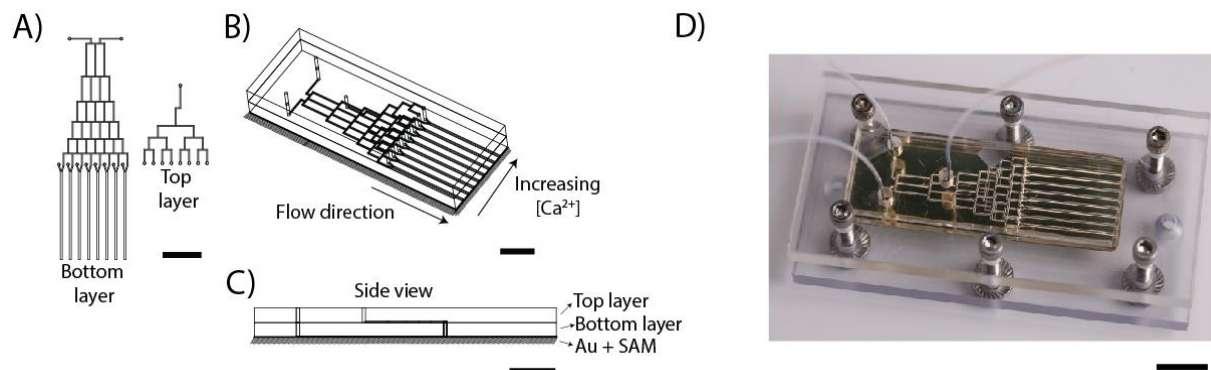 A)
Top
layer
Bottom
layer
B)
Flow direction
Increasing
[Ca²⁺]
C)
Side view
Top layer
Bottom layer
Au + SAM
D)